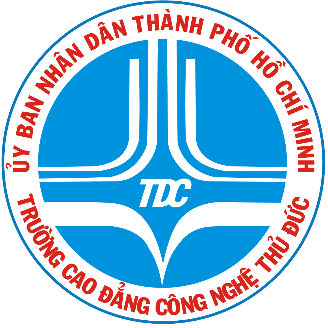 ỦY BAN NHÂN DÂN THÀNH PHỐ HỒ CHÍ MINH
TDC
TRƯỜNG CAO ĐẲNG CÔNG NGHỆ THỦ ĐỨC